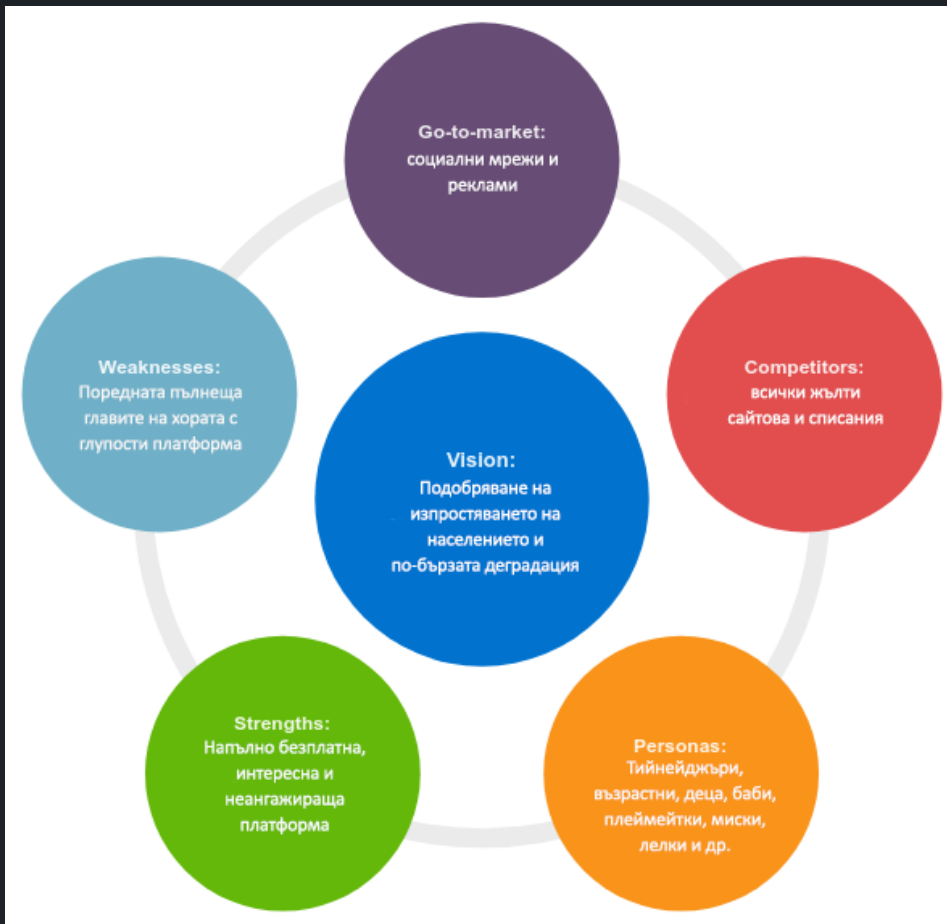 Go-to-market:
социални мрежи и
реклами
Weaknesses:
Поредната пълнеща
главите на хората с
глупости платформа
Competitors:
всички жълти
сайтова и списания
Vision:
Подобряване на
изпростяването на
населението и
по-бързата деградация
Strengths:
Напълно безплатна,
интересна и
неангажираща
платформа
Personas:
Тийнейджъри,
възрастни, деца, баби,
плеймейтки, миски,
лелки и др.